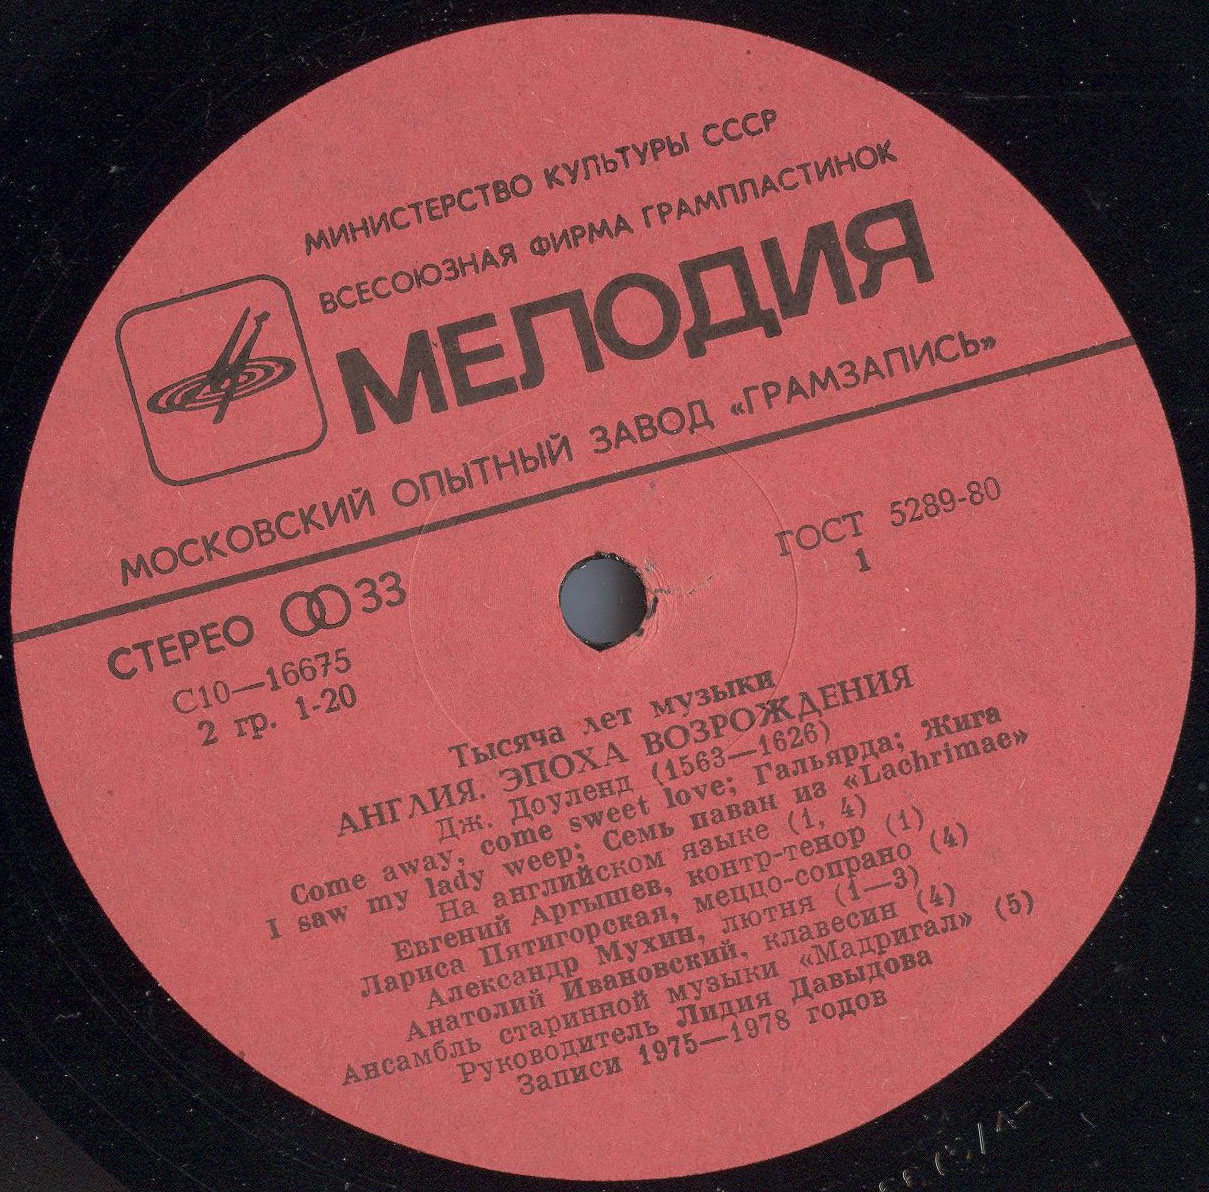 МИНИСТЕРСТВО КУЛЬТУРЫ СССР
ВСЕСОЮЗНАЯ ФИРМА ГРАМПЛАСТИНОК
МЕЛОДИЯ
МОСКОВСКИЙ ОПЫТНЫЙ ЗАВОД «ГРАМЗАПИСЬ»
СТЕРЕО 33
ГОСТ 5289-80
1
С10—16675
2 гр. 1-20
Тысяча лет музыки
АНГЛИЯ. ЭПОХА ВОЗРОЖДЕНИЯ
Дж. Доуленд (1563—1626)
Come away, come sweet love; Гальярда; Жига
I saw my lady weep; Семь паван из «Lachrimae»
На английском языке (1, 4)
Евгений Аргышев, контр-тенор (1)
Лариса Пятигорская, меццо-сопрано (4)
Александр Мухин, лютня (1—3)
Анатолий Ивановский, клавесин (4)
Ансамбль старинной музыки «Мадригал» (5)
Руководитель Лидия Давыдова
Записи 1975—1978 годов